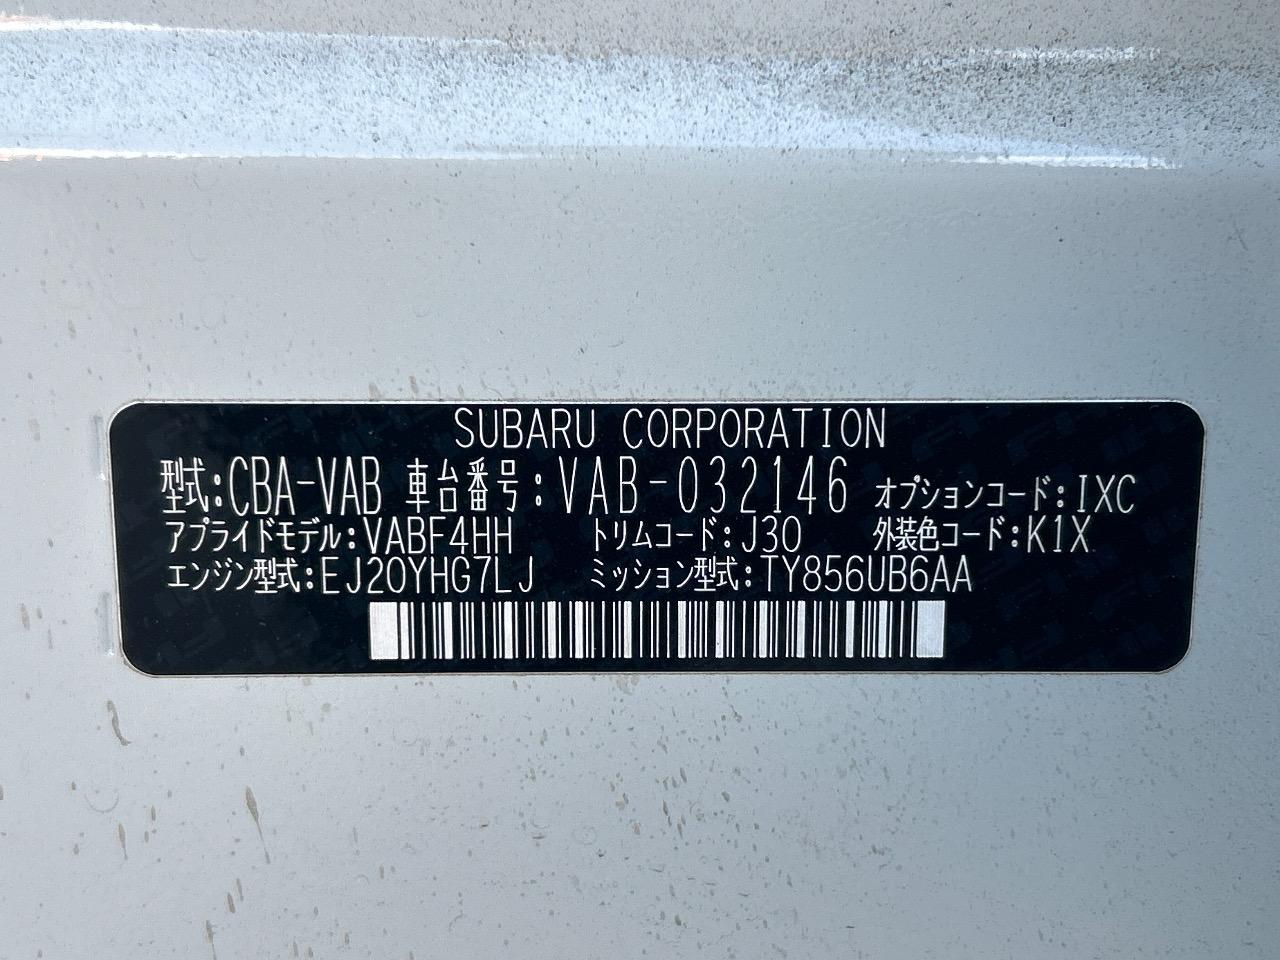 SUBARU CORPORATION
型式:CBA-VAB 車台番号:VAB-032146 オプションコード:IXC
アプライドモデル:VABF4HH トリムコード:J30 外装色コード:K1X
エンジン型式:EJ20YHG7LJ ミッション型式:TY856UB6AA